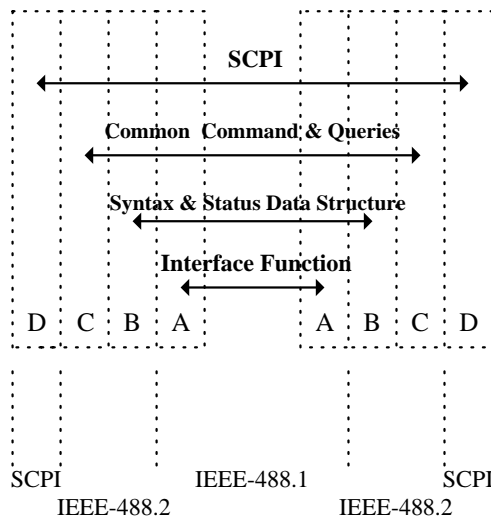 SCPI
Common Command & Queries
Syntax & Status Data Structure
Interface Function
D C B A A B C D
SCPI IEEE-488.1 SCPI
IEEE-488.2 IEEE-488.2